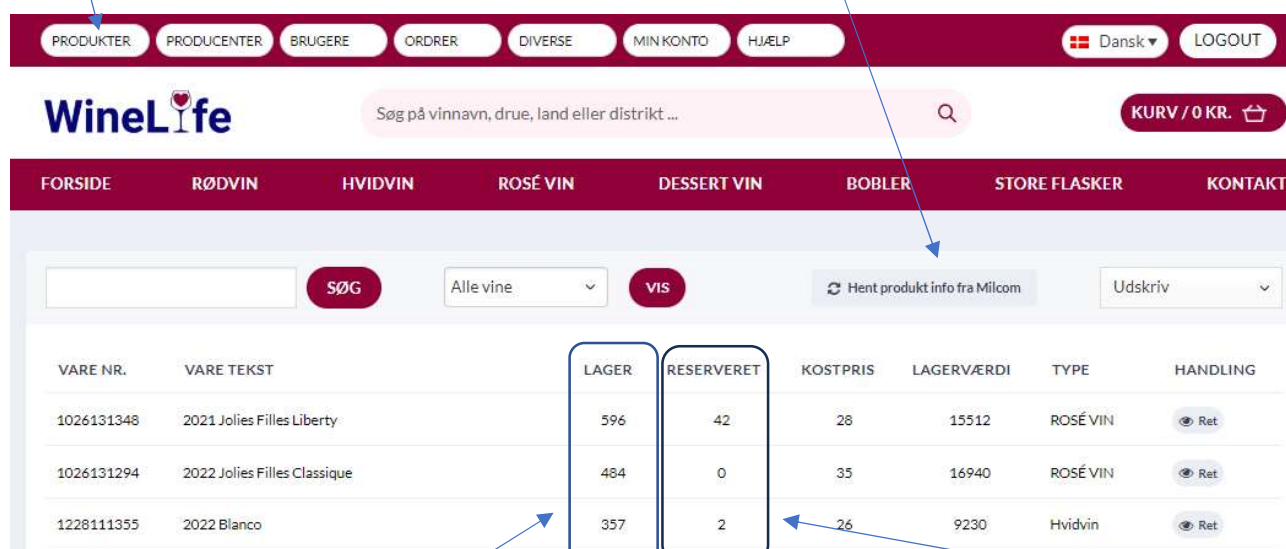 PRODUKTER PRODUCENTER BRUGERE ORDRER DIVERSE MIN KONTO HJÆLP Dansk LOGOUT
WineLife Søg på vinnavn, drue, land eller distrikt ... KURV / 0 KR.
FORSIDE RØDVIN HVIDVIN ROSÉ VIN DESSERT VIN BOBLER STORE FLASKER KONTAKT
SØG Alle vine VIS Hent produkt info fra Milcom Udskriv
VARE NR. VARE TEKST LAGER RESERVERET KOSTPRIS LAGERVÆRDI TYPE HANDLING
1026131348 2021 Jolies Filles Liberty 596 42 28 15512 ROSÉ VIN Ret
1026131294 2022 Jolies Filles Classique 484 0 35 16940 ROSÉ VIN Ret
1228111355 2022 Blanco 357 2 26 9230 Hvidvin Ret